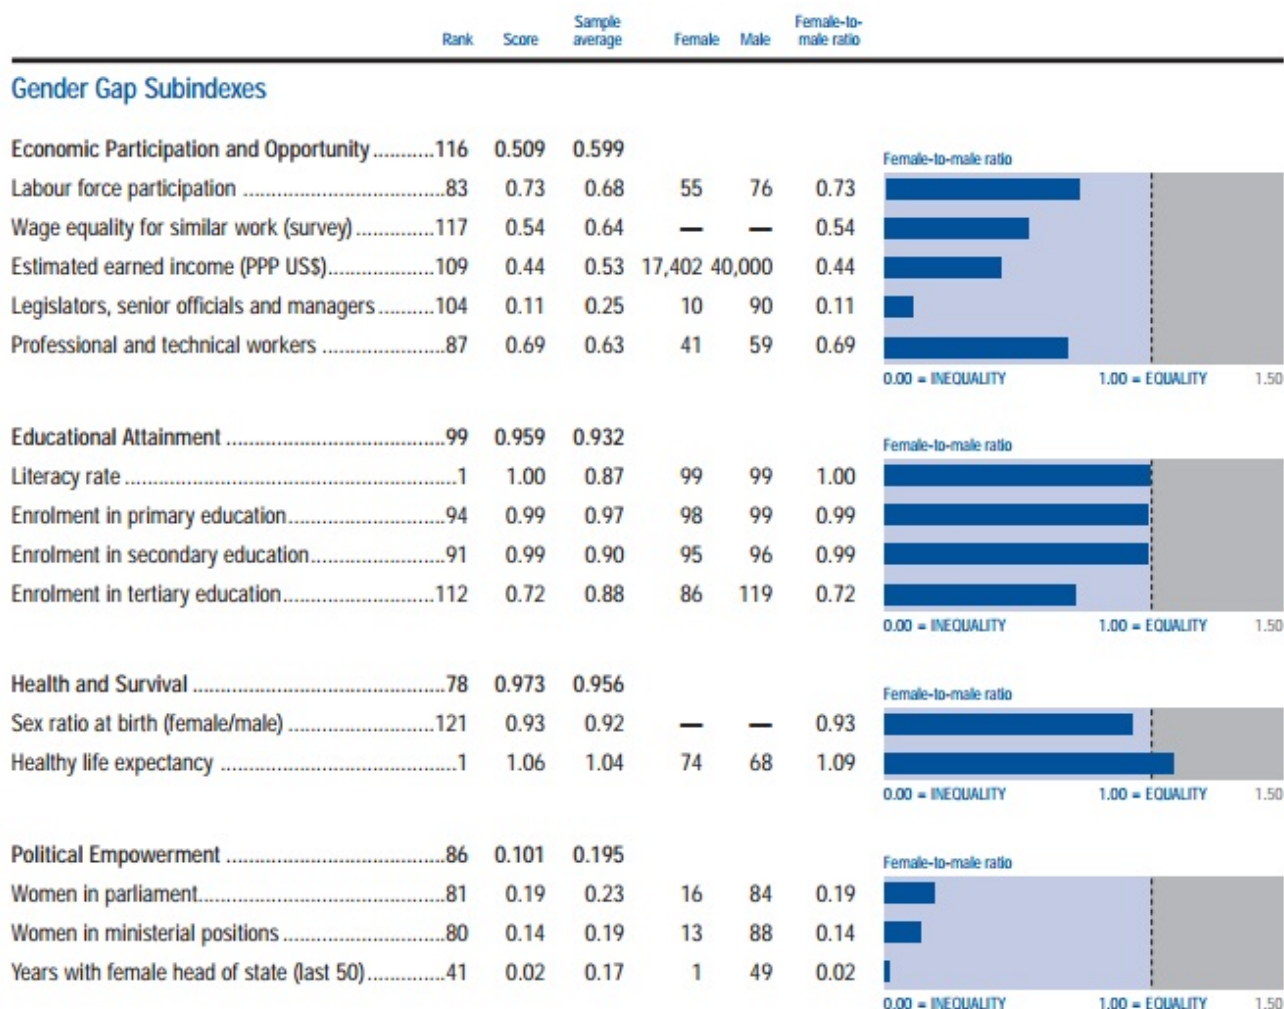 Rank Score Sample average Female Male Female-to-male ratio
Gender Gap Subindexes
Economic Participation and Opportunity...........116 0.509 0.599
Female-to-male ratio
Labour force participation .....................................83 0.73 0.68 55 76 0.73
Wage equality for similar work (survey)..............117 0.54 0.64 — — 0.54
Estimated earned income (PPP US$)...................109 0.44 0.53 17,402 40,000 0.44
Legislators, senior officials and managers..........104 0.11 0.25 10 90 0.11
Professional and technical workers ......................87 0.69 0.63 41 59 0.69
0.00 = INEQUALITY 1.00 = EQUALITY 1.50
Educational Attainment .......................................99 0.959 0.932
Female-to-male ratio
Literacy rate ...........................................................1 1.00 0.87 99 99 1.00
Enrolment in primary education............................94 0.99 0.97 98 99 0.99
Enrolment in secondary education........................91 0.99 0.90 95 96 0.99
Enrolment in tertiary education...........................112 0.72 0.88 86 119 0.72
0.00 = INEQUALITY 1.00 = EQUALITY 1.50
Health and Survival .............................................78 0.973 0.956
Female-to-male ratio
Sex ratio at birth (female/male) ..........................121 0.93 0.92 — — 0.93
Healthy life expectancy ..........................................1 1.06 1.04 74 68 1.09
0.00 = INEQUALITY 1.00 = EQUALITY 1.50
Political Empowerment .......................................86 0.101 0.195
Female-to-male ratio
Women in parliament............................................81 0.19 0.23 16 84 0.19
Women in ministerial positions .............................80 0.14 0.19 13 88 0.14
Years with female head of state (last 50)..............41 0.02 0.17 1 49 0.02
0.00 = INEQUALITY 1.00 = EQUALITY 1.50